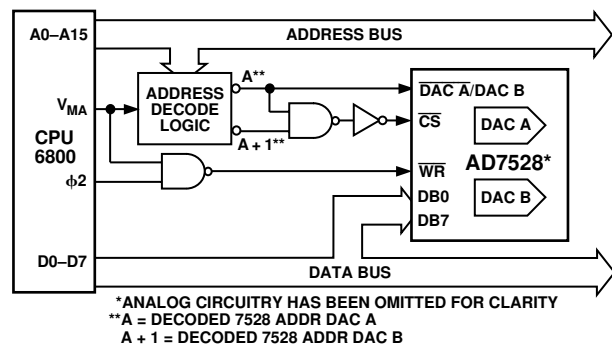 A0–A15
ADDRESS BUS
A**
ADDRESS
DECODE
LOGIC
DAC A/DAC B
VMA
CS
DAC A
CPU
6800
A + 1**
AD7528*
WR
φ2
DB0
DAC B
DB7
D0–D7
DATA BUS
*ANALOG CIRCUITRY HAS BEEN OMITTED FOR CLARITY
**A = DECODED 7528 ADDR DAC A
A + 1 = DECODED 7528 ADDR DAC B